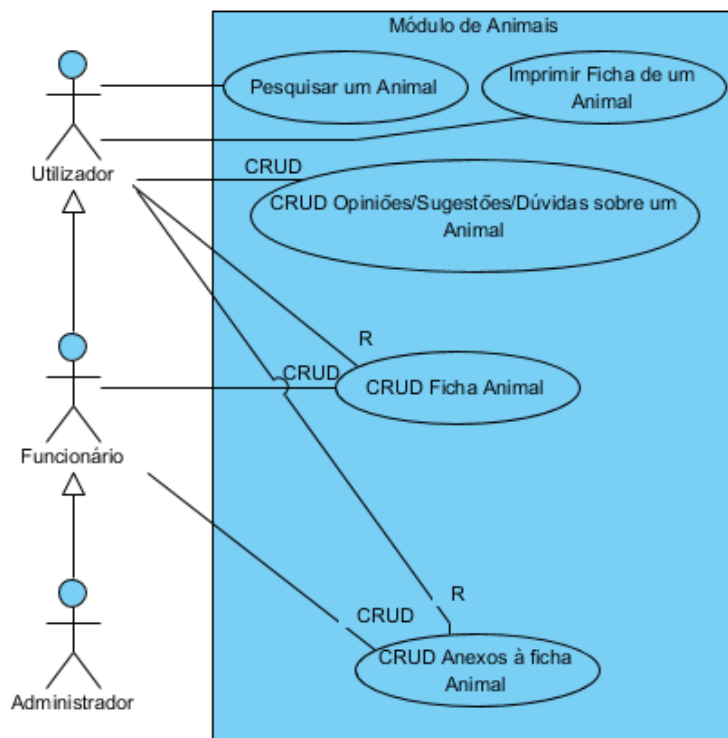 Módulo de Animais
Pesquisar um Animal
Imprimir Ficha de um
Animal
Utilizador
CRUD
CRUD Opiniões/Sugestões/Dúvidas sobre um
Animal
R
CRUD
CRUD Ficha Animal
Funcionário
R
CRUD
CRUD Anexos à ficha
Animal
Administrador